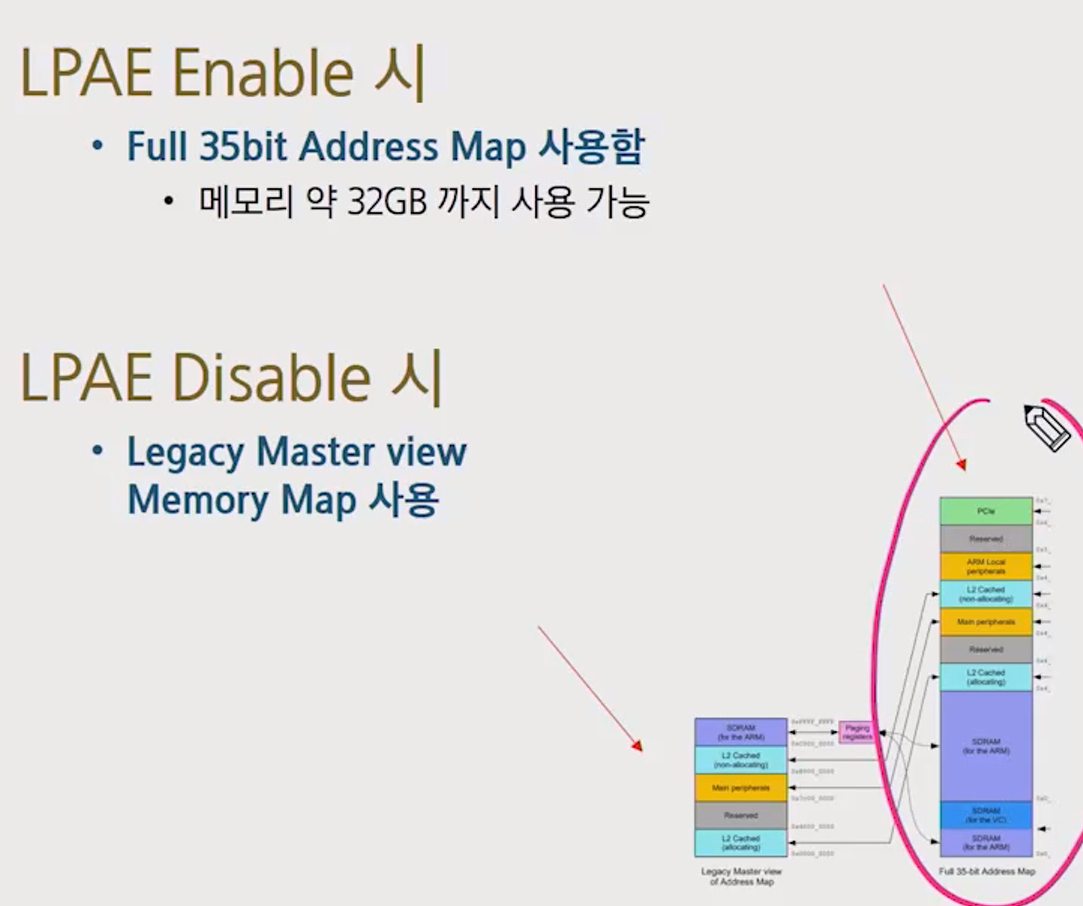 LPAE Enable 시
• Full 35bit Address Map 사용함
• 메모리 약 32GB 까지 사용 가능
LPAE Disable 시
• Legacy Master view
Memory Map 사용
SDRAM
(for the ARM)
L2 Cached
(non-allocating)
Main peripherals
Reserved
L2 Cached
(allocating)
Legacy Master view
of Address Map
Paging
registers
PCIe
Reserved
ARM Local
peripherals
L2 Cached
(non-allocating)
Main peripherals
Reserved
L2 Cached
(allocating)
SDRAM
(for the ARM)
SDRAM
(for the VC)
SDRAM
(for the ARM)
Full 35-bit Address Map